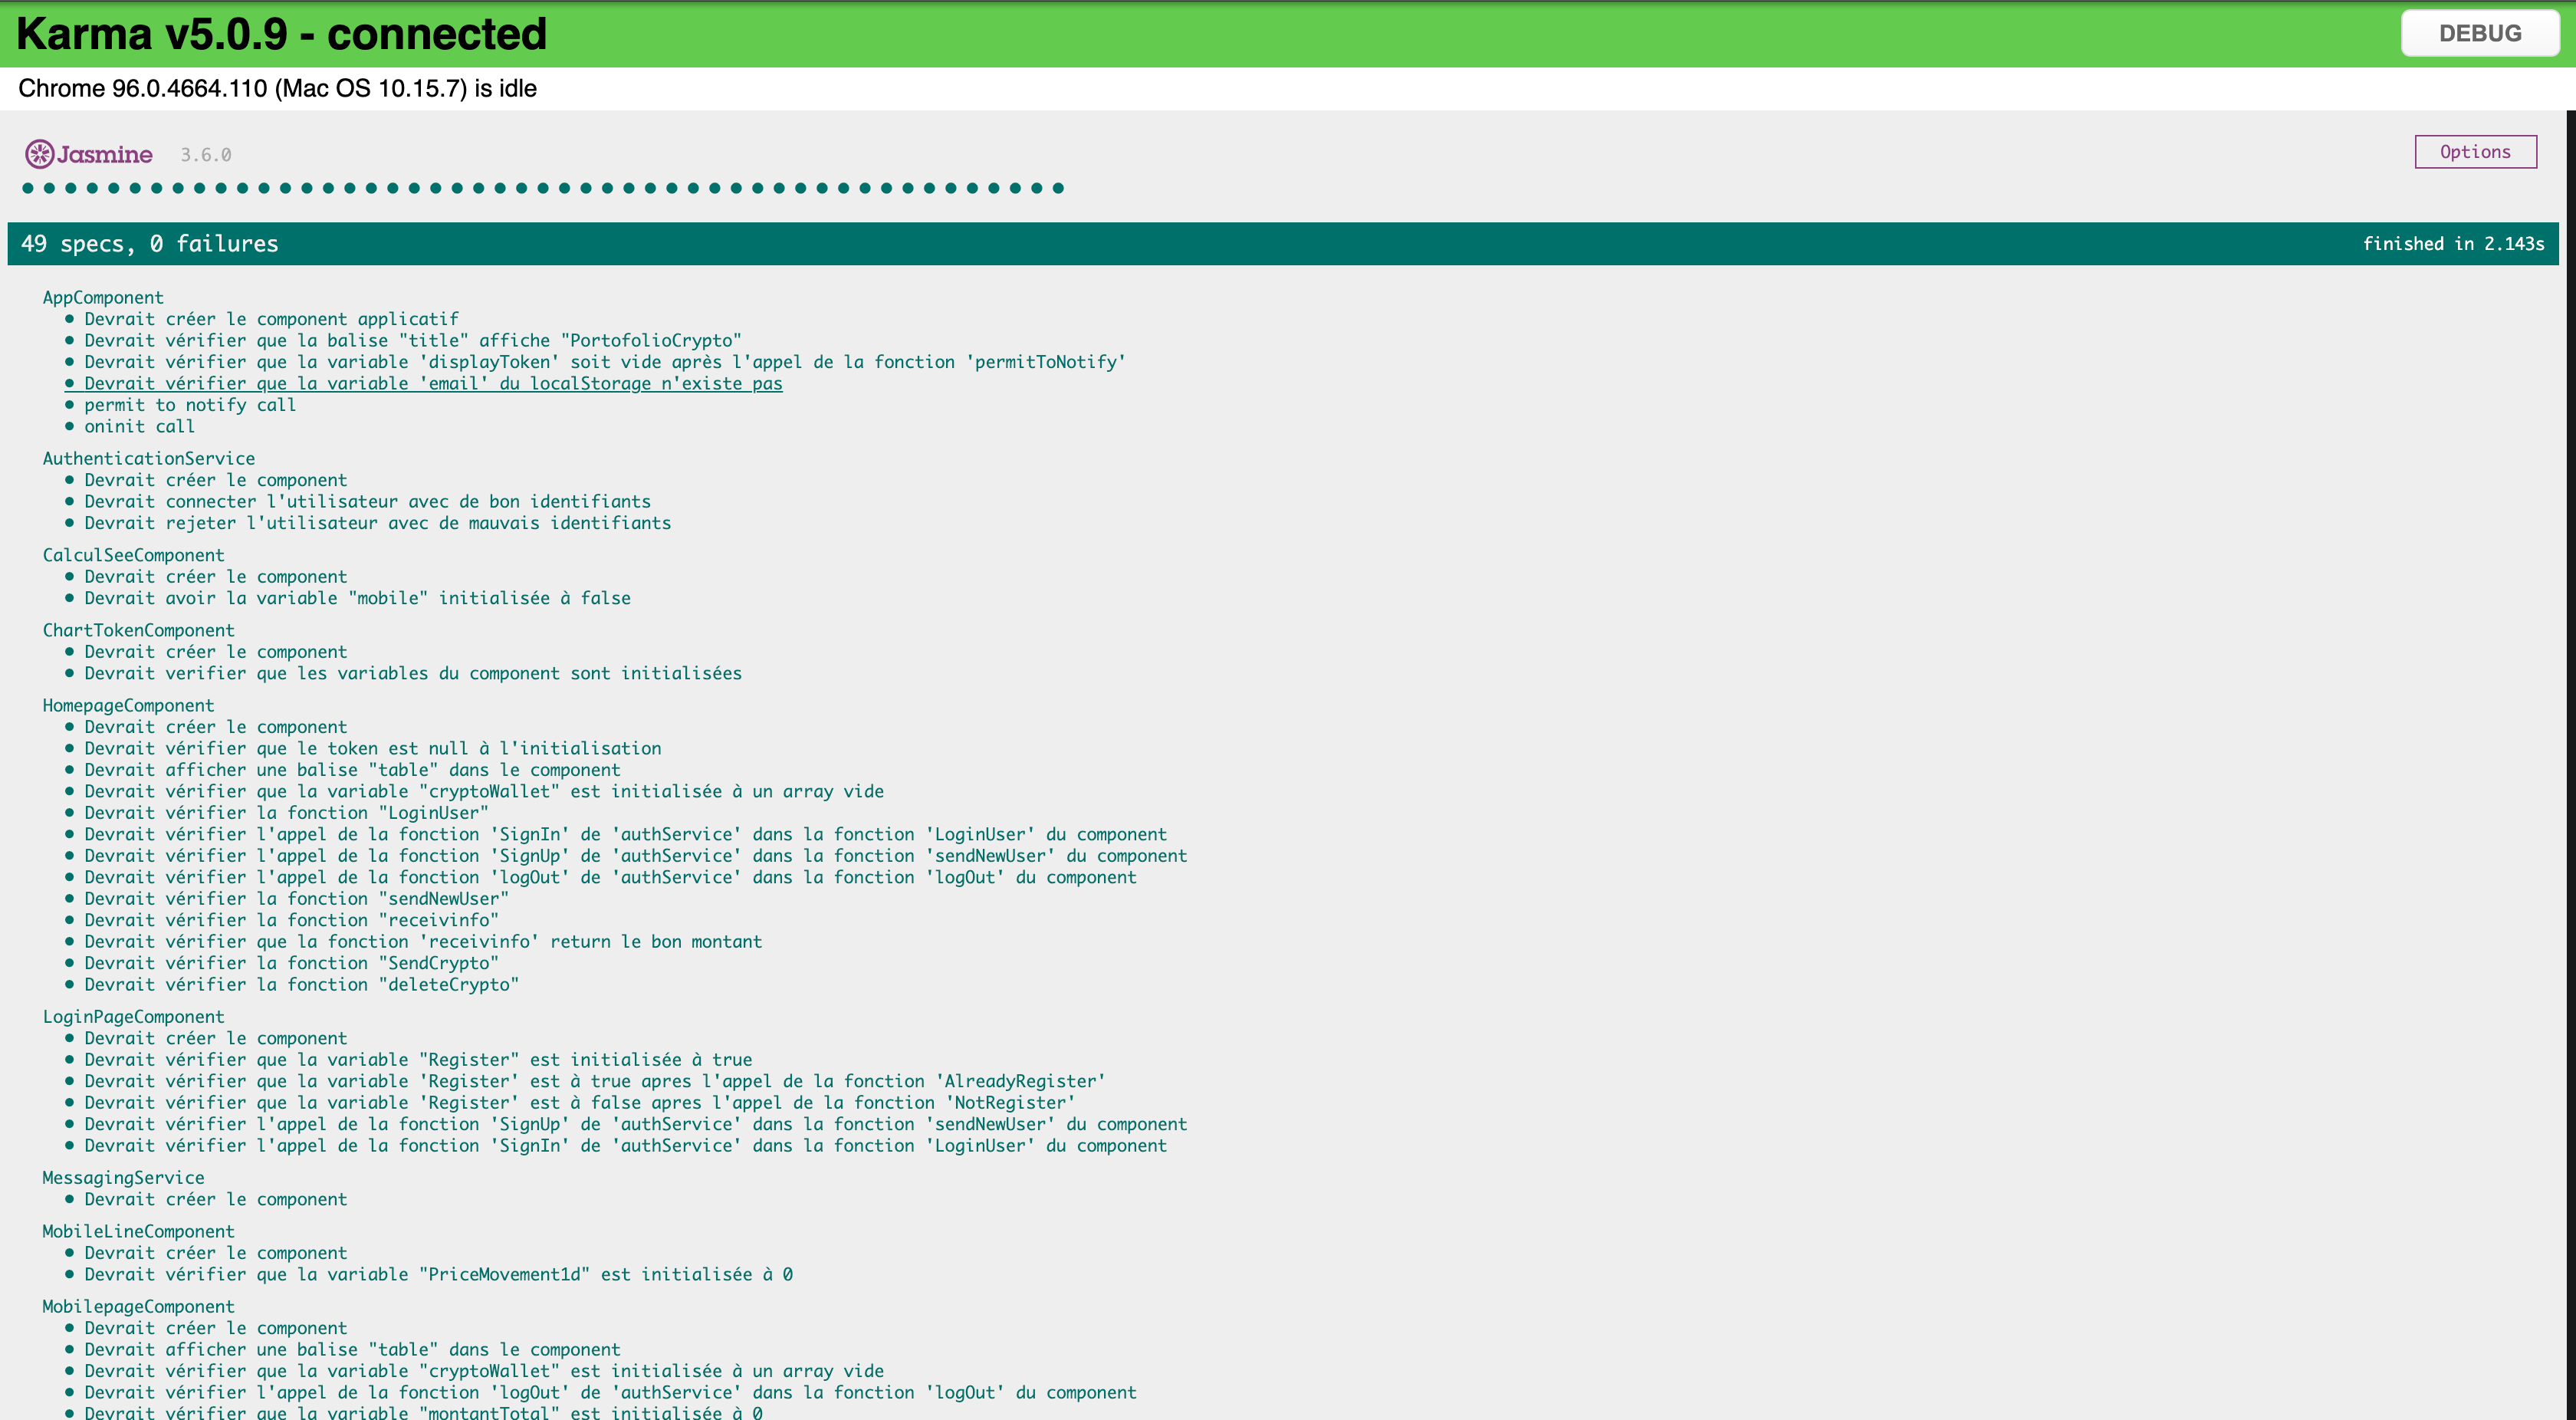 Karma v5.0.9 - connected
DEBUG
Chrome 96.0.4664.110 (Mac OS 10.15.7) is idle
Jasmine 3.6.0
Options
49 specs, 0 failures
finished in 2.143s
AppComponent
Devrait créer le component applicatif
Devrait vérifier que la balise "title" affiche "PortofolioCrypto"
Devrait vérifier que la variable 'displayToken' soit vide après l'appel de la fonction 'permitToNotify'
Devrait vérifier que la variable 'email' du localStorage n'existe pas
permit to notify call
oninit call
AuthenticationService
Devrait créer le component
Devrait connecter l'utilisateur avec de bon identifiants
Devrait rejeter l'utilisateur avec de mauvais identifiants
CalculSeeComponent
Devrait créer le component
Devrait avoir la variable "mobile" initialisée à false
ChartTokenComponent
Devrait créer le component
Devrait verifier que les variables du component sont initialisées
HomepageComponent
Devrait créer le component
Devrait vérifier que le token est null à l'initialisation
Devrait afficher une balise "table" dans le component
Devrait vérifier que la variable "cryptoWallet" est initialisée à un array vide
Devrait vérifier la fonction "LoginUser"
Devrait vérifier l'appel de la fonction 'SignIn' de 'authService' dans la fonction 'LoginUser' du component
Devrait vérifier l'appel de la fonction 'SignUp' de 'authService' dans la fonction 'sendNewUser' du component
Devrait vérifier l'appel de la fonction 'logOut' de 'authService' dans la fonction 'logOut' du component
Devrait vérifier la fonction "sendNewUser"
Devrait vérifier la fonction "receivinfo"
Devrait vérifier que la fonction 'receivinfo' return le bon montant
Devrait vérifier la fonction "SendCrypto"
Devrait vérifier la fonction "deleteCrypto"
LoginPageComponent
Devrait créer le component
Devrait vérifier que la variable "Register" est initialisée à true
Devrait vérifier que la variable 'Register' est à true apres l'appel de la fonction 'AlreadyRegister'
Devrait vérifier que la variable 'Register' est à false apres l'appel de la fonction 'NotRegister'
Devrait vérifier l'appel de la fonction 'SignUp' de 'authService' dans la fonction 'sendNewUser' du component
Devrait vérifier l'appel de la fonction 'SignIn' de 'authService' dans la fonction 'LoginUser' du component
MessagingService
Devrait créer le component
MobileLineComponent
Devrait créer le component
Devrait vérifier que la variable "PriceMovement1d" est initialisée à 0
MobilepageComponent
Devrait créer le component
Devrait afficher une balise "table" dans le component
Devrait vérifier que la variable "cryptoWallet" est initialisée à un array vide
Devrait vérifier l'appel de la fonction 'logOut' de 'authService' dans la fonction 'logOut' du component
Devrait vérifier que la variable "montantTotal" est initialisée à 0